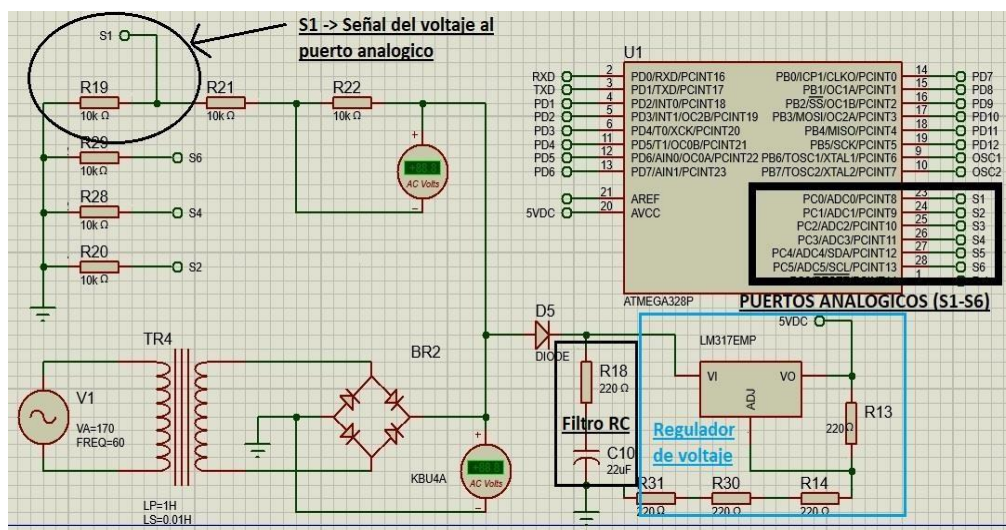 S1 -> Señal del voltaje al
puerto analogico
S1
R19
10k Ω
R21
10k Ω
R22
10k Ω
R29
10k Ω
S6
R28
10k Ω
S4
R20
10k Ω
S2
+
AC Volts
−
U1
RXD 2 PD0/RXD/PCINT16
TXD 3 PD1/TXD/PCINT17
PD1 4 PD2/INT0/PCINT18
PD2 5 PD3/INT1/OC2B/PCINT19
PD3 6 PD4/T0/XCK/PCINT20
PD4 11 PD5/T1/OC0B/PCINT21
PD5 12 PD6/AIN0/OC0A/PCINT22
PD6 13 PD7/AIN1/PCINT23
21 AREF
5VDC 20 AVCC
PB0/ICP1/CLKO/PCINT0 14 PD7
PB1/OC1A/PCINT1 15 PD8
PB2/SS/OC1B/PCINT2 16 PD9
PB3/MOSI/OC2A/PCINT3 17 PD10
PB4/MISO/PCINT4 18 PD11
PB5/SCK/PCINT5 19 PD12
PB6/TOSC1/XTAL1/PCINT6 9 OSC1
PB7/TOSC2/XTAL2/PCINT7 10 OSC2
PC0/ADC0/PCINT8 23 S1
PC1/ADC1/PCINT9 24 S2
PC2/ADC2/PCINT10 25 S3
PC3/ADC3/PCINT11 26 S4
PC4/ADC4/SDA/PCINT12 27 S5
PC5/ADC5/SCL/PCINT13 28 S6
1
ATMEGA328P
PUERTOS ANALOGICOS (S1-S6)
TR4
BR2
V1
VA=170
FREQ=60
LP=1H
LS=0.01H
KBU4A
+
AC Volts
−
D5
DIODE
R18
220 Ω
Filtro RC
C10
22uF
5VDC
LM317EMP
VI
VO
ADJ
R13
220Ω
Regulador
de voltaje
R31
220 Ω
R30
220 Ω
R14
220 Ω